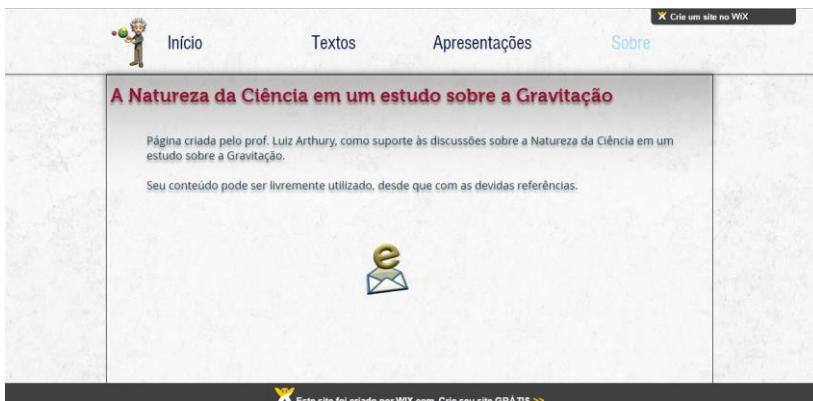 Crie um site no WiX
Início Textos Apresentações Sobre
A Natureza da Ciência em um estudo sobre a Gravitação
Página criada pelo prof. Luiz Arthury, como suporte às discussões sobre a Natureza da Ciência em um
estudo sobre a Gravitação.
Seu conteúdo pode ser livremente utilizado, desde que com as devidas referências.
e
Este site foi criado por WIX.com. Crie seu site GRÁTIS >>